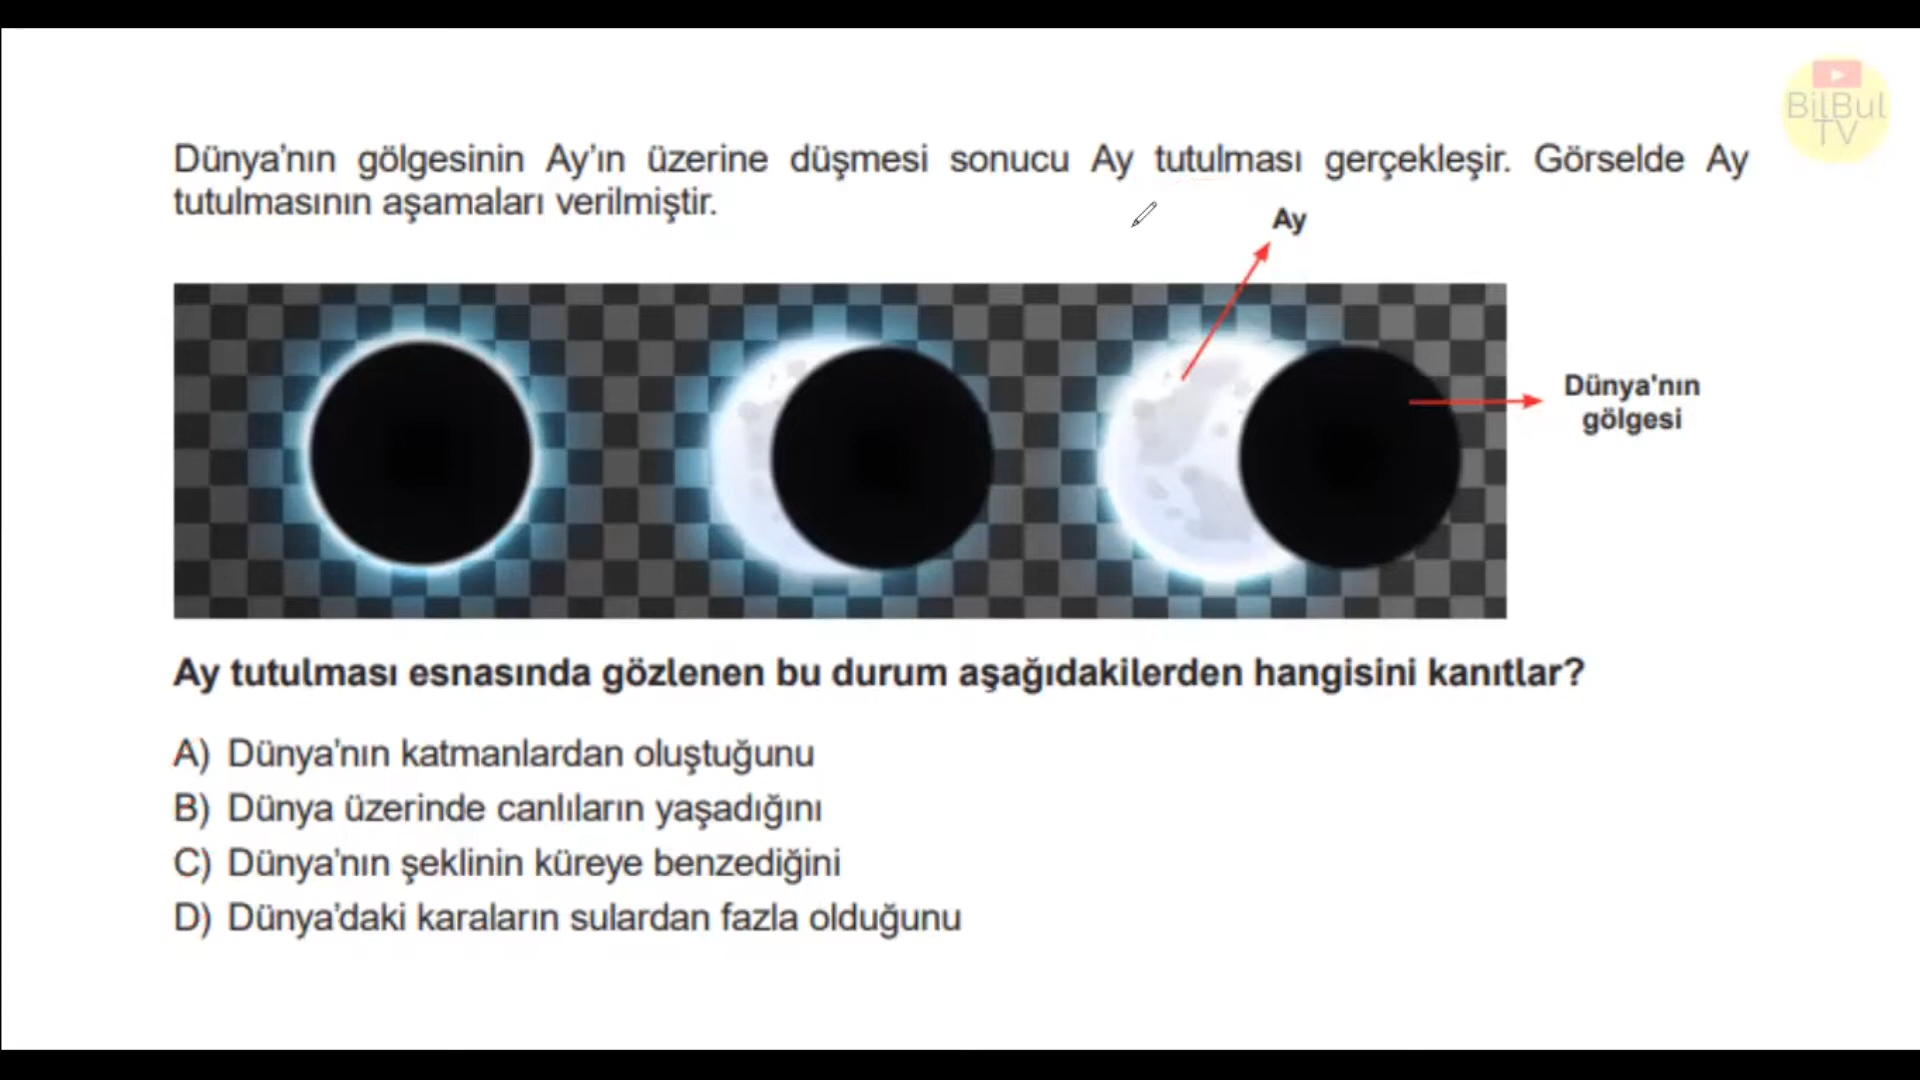 BilBul
TV
Dünya'nın gölgesinin Ay'ın üzerine düşmesi sonucu Ay tutulması gerçekleşir. Görselde Ay
tutulmasının aşamaları verilmiştir.
Ay
Dünya'nın
gölgesi
Ay tutulması esnasında gözlenen bu durum aşağıdakilerden hangisini kanıtlar?
A) Dünya'nın katmanlardan oluştuğunu
B) Dünya üzerinde canlıların yaşadığını
C) Dünya'nın şeklinin küreye benzediğini
D) Dünya'daki karaların sulardan fazla olduğunu